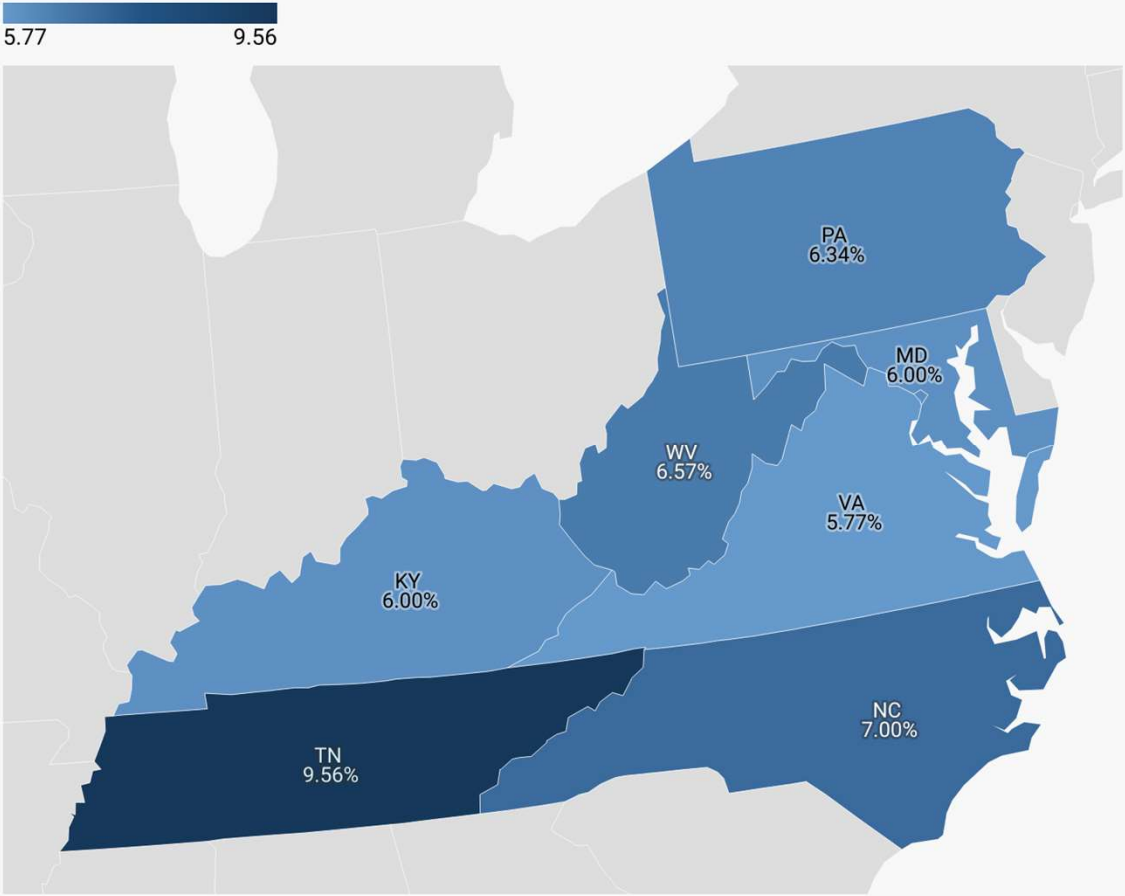 5.77 9.56
PA
6.34%
MD
6.00%
WV
6.57%
VA
5.77%
KY
6.00%
NC
7.00%
TN
9.56%